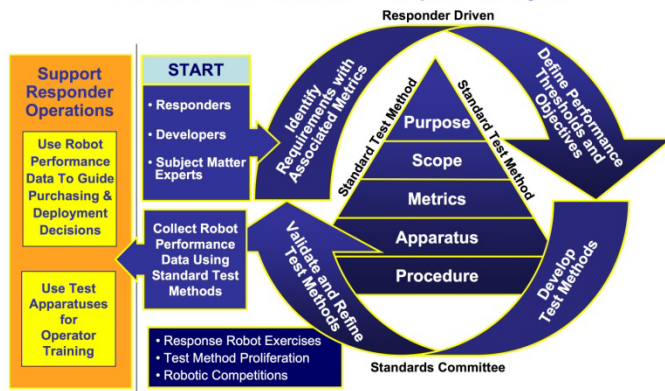 Responder Driven
Support
Responder
Operations
Use Robot
Performance
Data To Guide
Purchasing &
Deployment
Decisions
Use Test
Apparatuses
for
Operator
Training
START
• Responders
• Developers
• Subject Matter
Experts
Collect Robot
Performance
Data Using
Standard Test
Methods
• Response Robot Exercises
• Test Method Proliferation
• Robotic Competitions
Identify
Requirements with
Associated Metrics
Define Performance
Thresholds and
Objectives
Develop
Test Methods
Validate and Refine
Test Methods
Standard Test Method
Standard Test Method
Purpose
Scope
Metrics
Apparatus
Procedure
Standards Committee